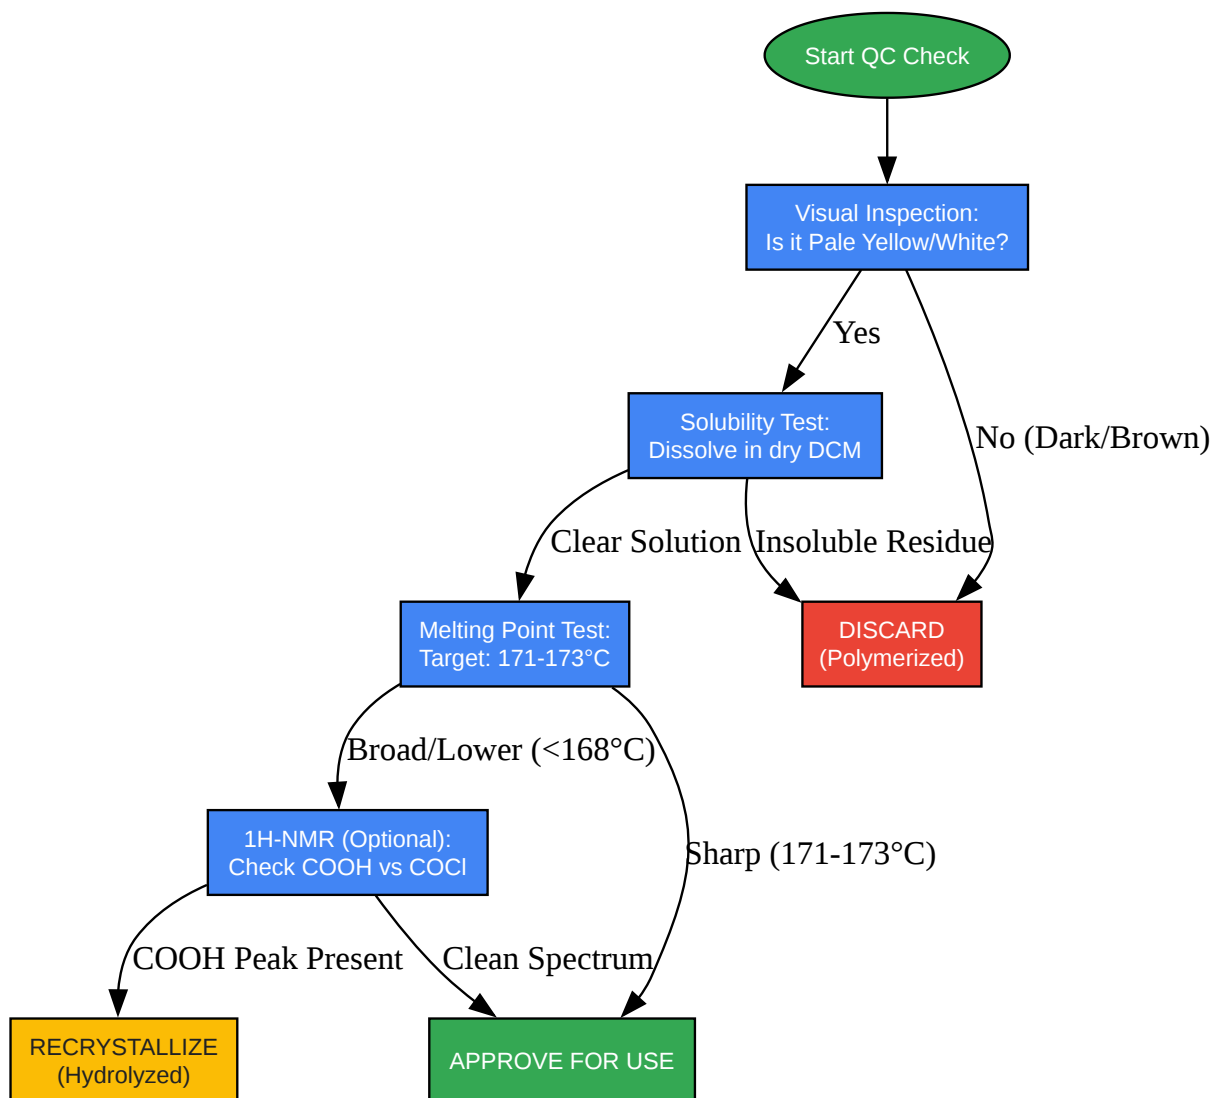 Start QC Check
Visual Inspection:
Is it Pale Yellow/White?
Yes
Solubility Test:
Dissolve in dry DCM
No (Dark/Brown)
Clear Solution
Insoluble Residue
Melting Point Test:
Target: 171-173°C
DISCARD
(Polymerized)
Broad/Lower (<168°C)
1H-NMR (Optional):
Check COOH vs COCl
Sharp (171-173°C)
COOH Peak Present
Clean Spectrum
RECRYSTALLIZE
(Hydrolyzed)
APPROVE FOR USE